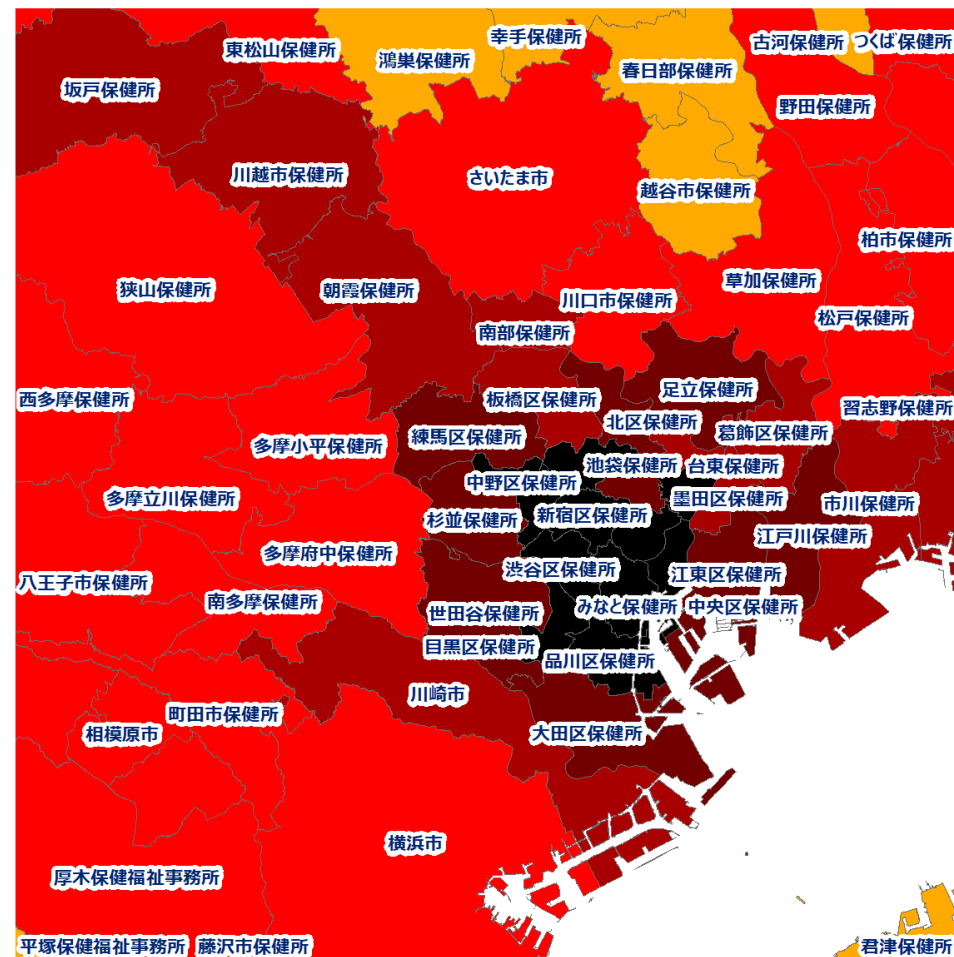 東松山保健所
鴻巣保健所
幸手保健所
春日部保健所
古河保健所
つくば保健所
坂戸保健所
野田保健所
川越市保健所
さいたま市
越谷市保健所
柏市保健所
狭山保健所
朝霞保健所
川口市保健所
草加保健所
南部保健所
松戸保健所
西多摩保健所
板橋区保健所
足立保健所
習志野保健所
多摩小平保健所
練馬区保健所
北区保健所
葛飾区保健所
池袋保健所
台東保健所
中野区保健所
多摩立川保健所
墨田区保健所
市川保健所
杉並保健所
新宿区保健所
江戸川保健所
多摩府中保健所
渋谷区保健所
江東区保健所
八王子市保健所
南多摩保健所
世田谷保健所
みなと保健所
中央区保健所
目黒区保健所
品川区保健所
川崎市
町田市保健所
相模原市
大田区保健所
横浜市
厚木保健福祉事務所
平塚保健福祉事務所
藤沢市保健所
君津保健所